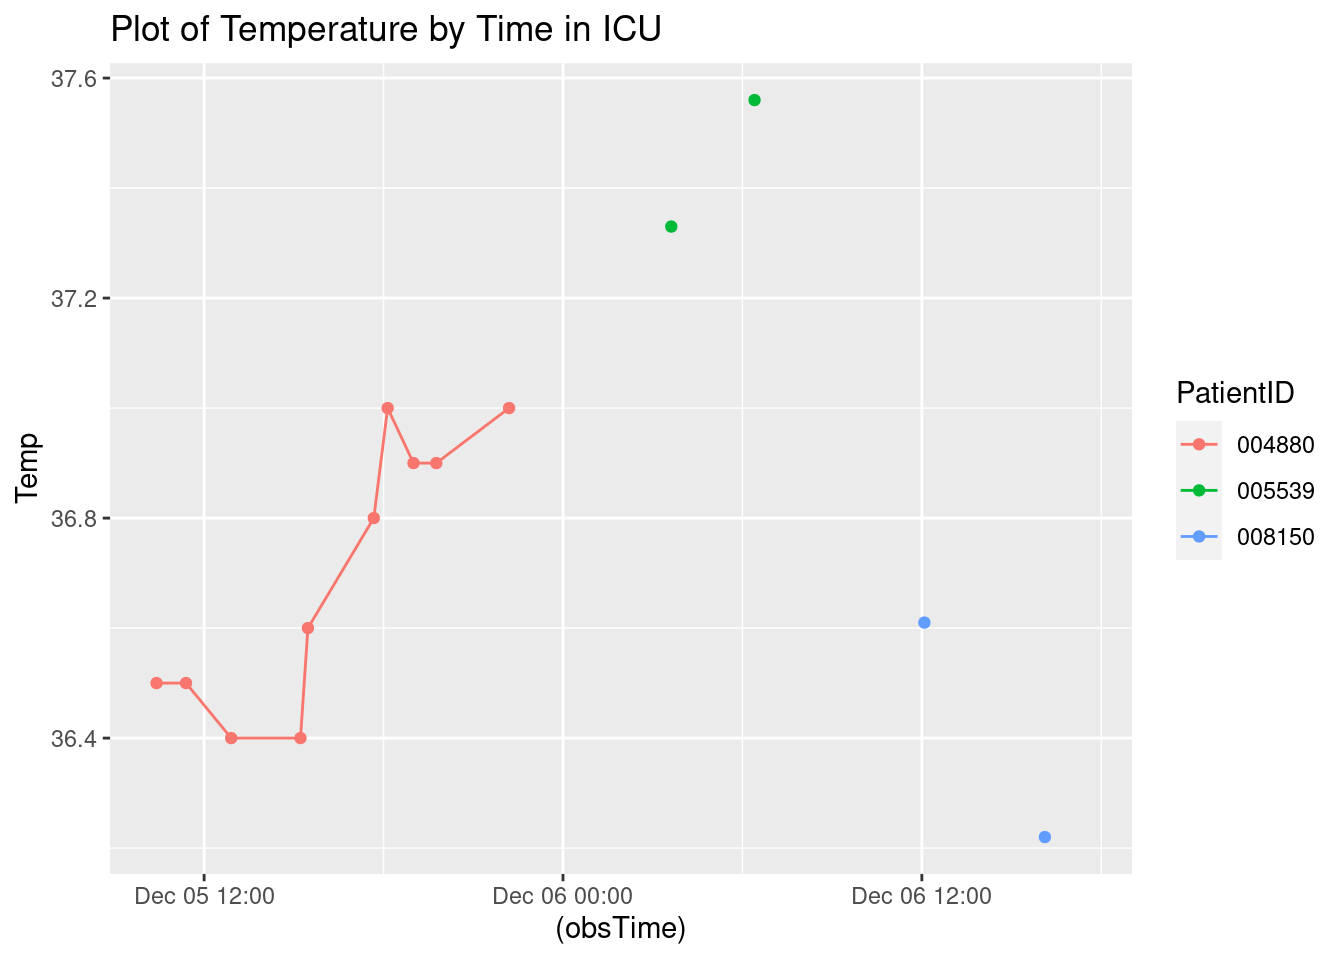 Plot of Temperature by Time in ICU
37.6
37.2
36.8
36.4
Temp
Dec 05 12:00
Dec 06 00:00
Dec 06 12:00
(obsTime)
PatientID
004880
005539
008150